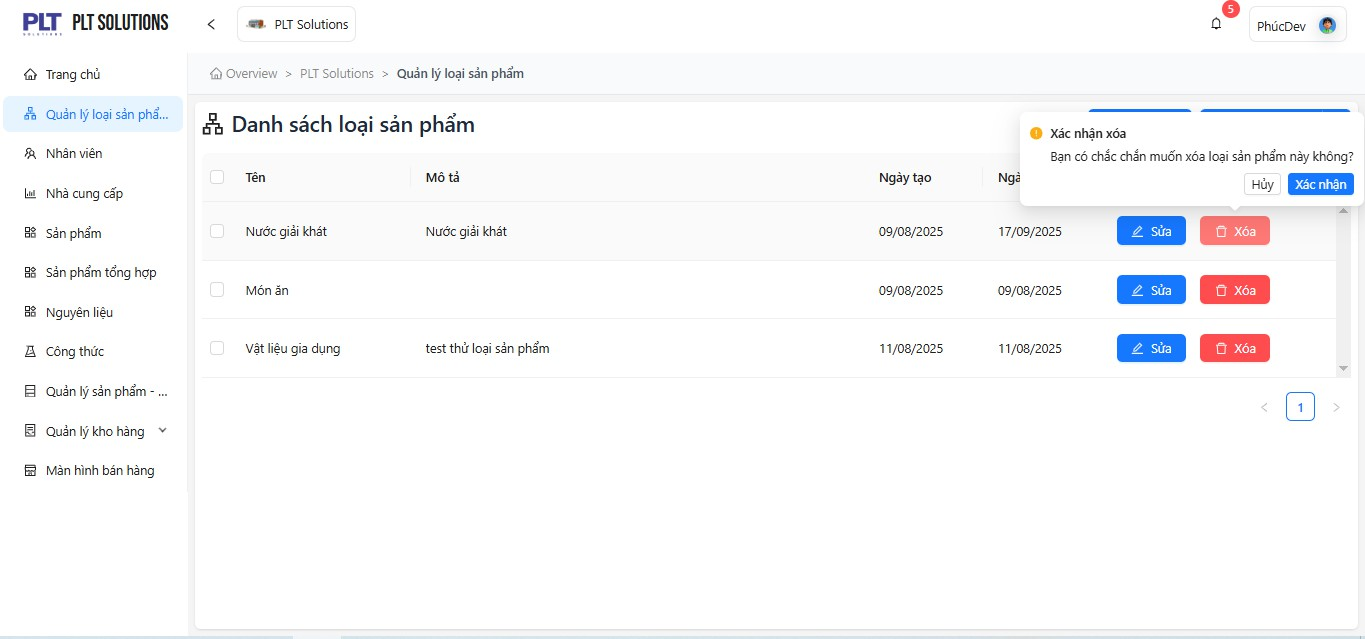 PLT SOLUTIONS
SOLUTIONS
PLT Solutions
5
PhúcDev
Trang chủ
Quản lý loại sản phẩ...
Nhân viên
Nhà cung cấp
Sản phẩm
Sản phẩm tổng hợp
Nguyên liệu
Công thức
Quản lý sản phẩm - ...
Quản lý kho hàng
Màn hình bán hàng
Overview > PLT Solutions > Quản lý loại sản phẩm
Danh sách loại sản phẩm
Xác nhận xóa
Bạn có chắc chắn muốn xóa loại sản phẩm này không?
Hủy Xác nhận
Tên Mô tả Ngày tạo Ngà
Nước giải khát Nước giải khát 09/08/2025 17/09/2025 Sửa Xóa
Món ăn 09/08/2025 09/08/2025 Sửa Xóa
Vật liệu gia dụng test thử loại sản phẩm 11/08/2025 11/08/2025 Sửa Xóa
< 1 >